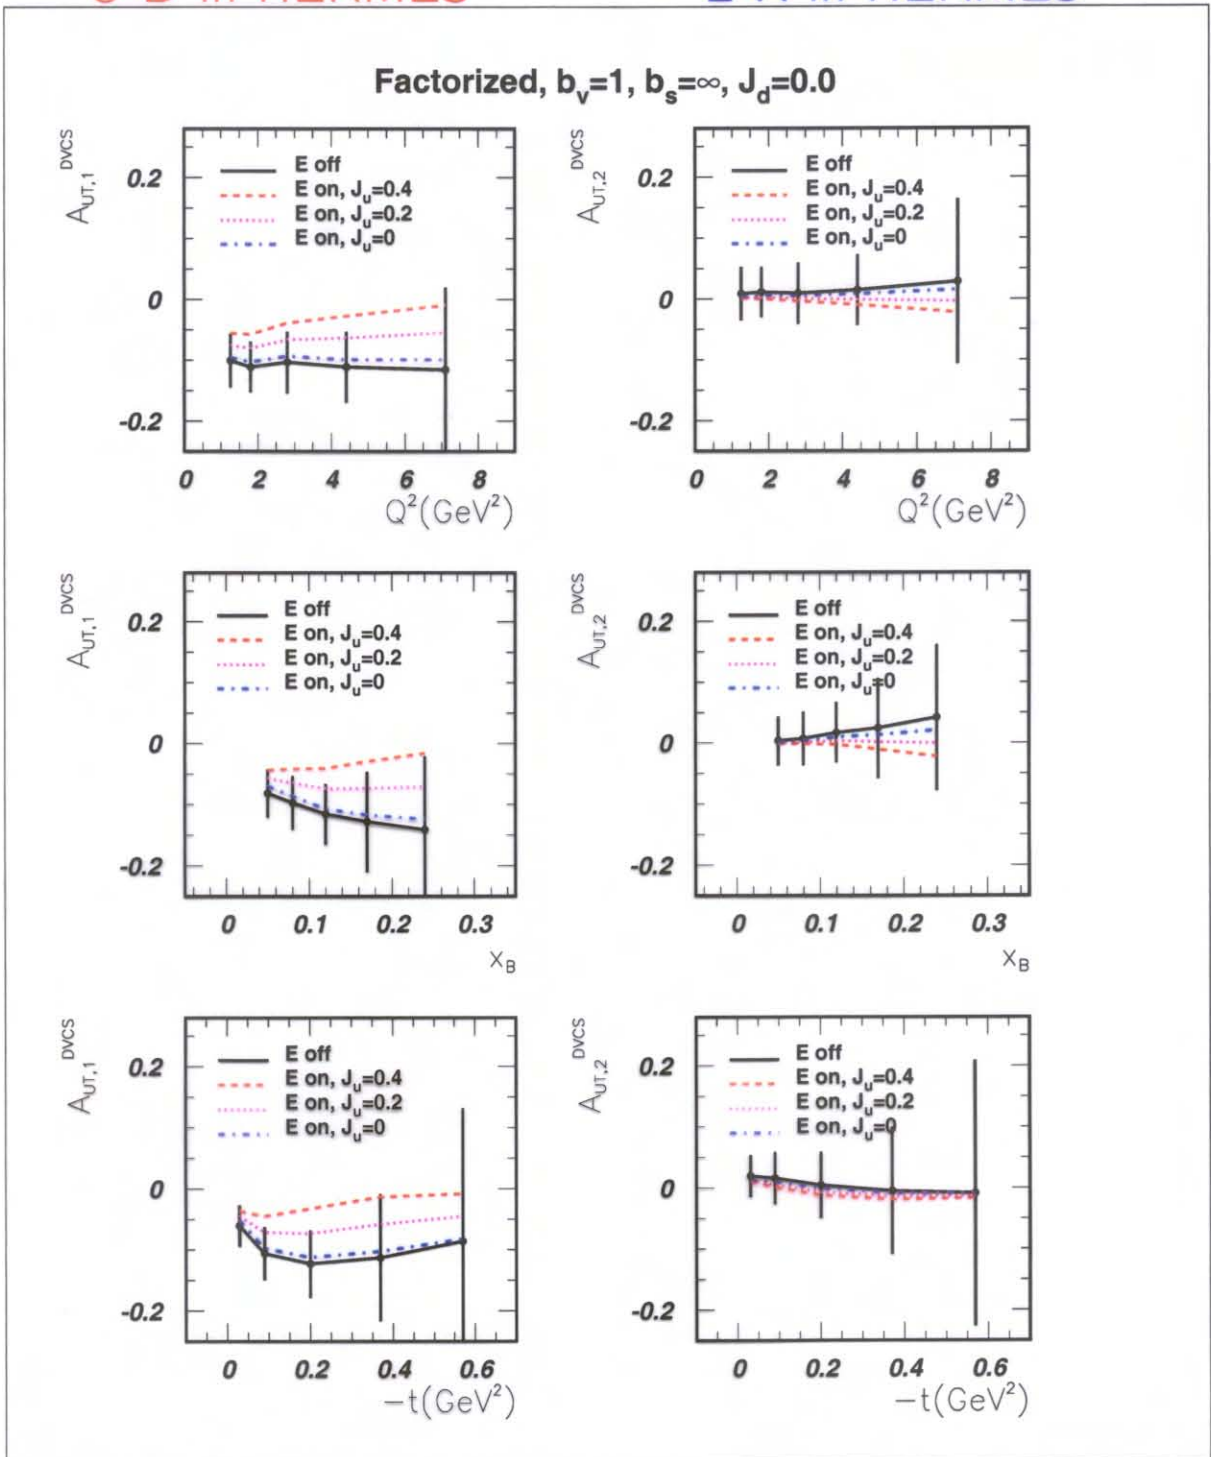 Factorized, b_v=1, b_s=∞, J_d=0.0
A_UT,1^DVCS
E off
E on, J_u=0.4
E on, J_u=0.2
E on, J_u=0
0.2
0
-0.2
0 2 4 6 8
Q²(GeV²)
A_UT,2^DVCS
E off
E on, J_u=0.4
E on, J_u=0.2
E on, J_u=0
0.2
0
-0.2
0 2 4 6 8
Q²(GeV²)
A_UT,1^DVCS
E off
E on, J_u=0.4
E on, J_u=0.2
E on, J_u=0
0.2
0
-0.2
0 0.1 0.2 0.3
x_B
A_UT,2^DVCS
E off
E on, J_u=0.4
E on, J_u=0.2
E on, J_u=0
0.2
0
-0.2
0 0.1 0.2 0.3
x_B
A_UT,1^DVCS
E off
E on, J_u=0.4
E on, J_u=0.2
E on, J_u=0
0.2
0
-0.2
0 0.2 0.4 0.6
−t(GeV²)
A_UT,2^DVCS
E off
E on, J_u=0.4
E on, J_u=0.2
E on, J_u=0
0.2
0
-0.2
0 0.2 0.4 0.6
−t(GeV²)